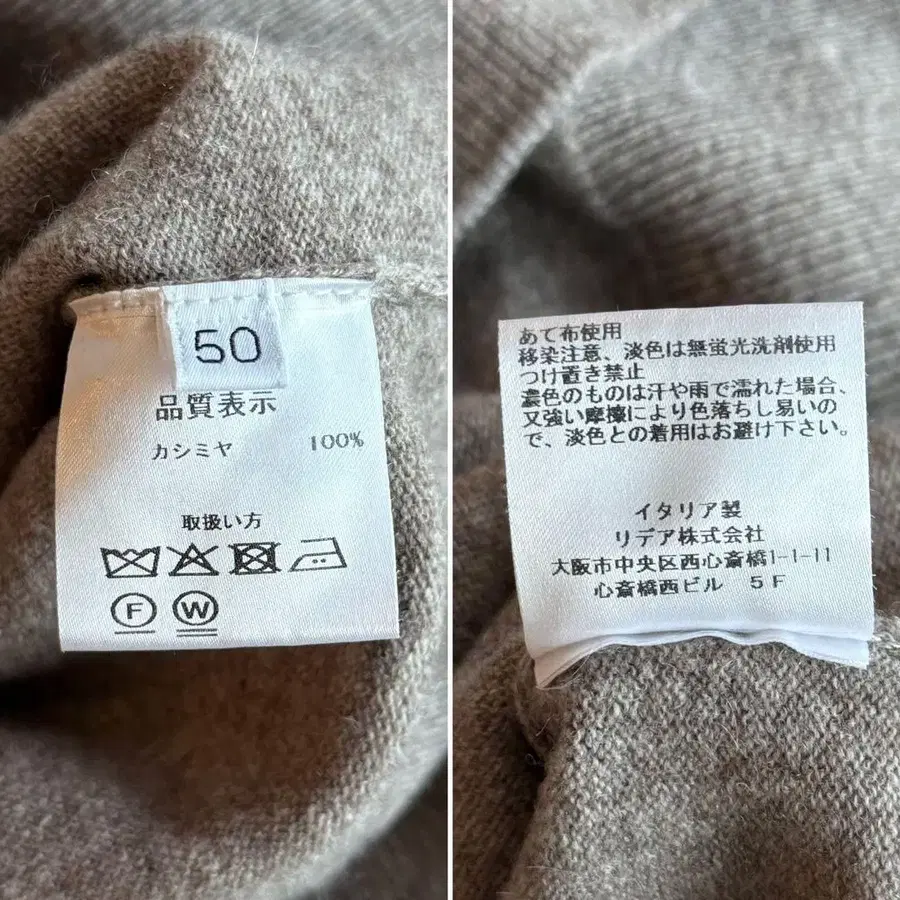 50
品質表示
カシミヤ 100%
取扱い方
F W
あて布使用
移染注意、淡色は無蛍光洗剤使用
つけ置き禁止
濃色のものは汗や雨で濡れた場合、
又強い摩擦により色落ちし易いの
で、淡色との着用はお避け下さい。
イタリア製
リデア株式会社
大阪市中央区西心斎橋1-1-11
心斎橋西ビル 5F